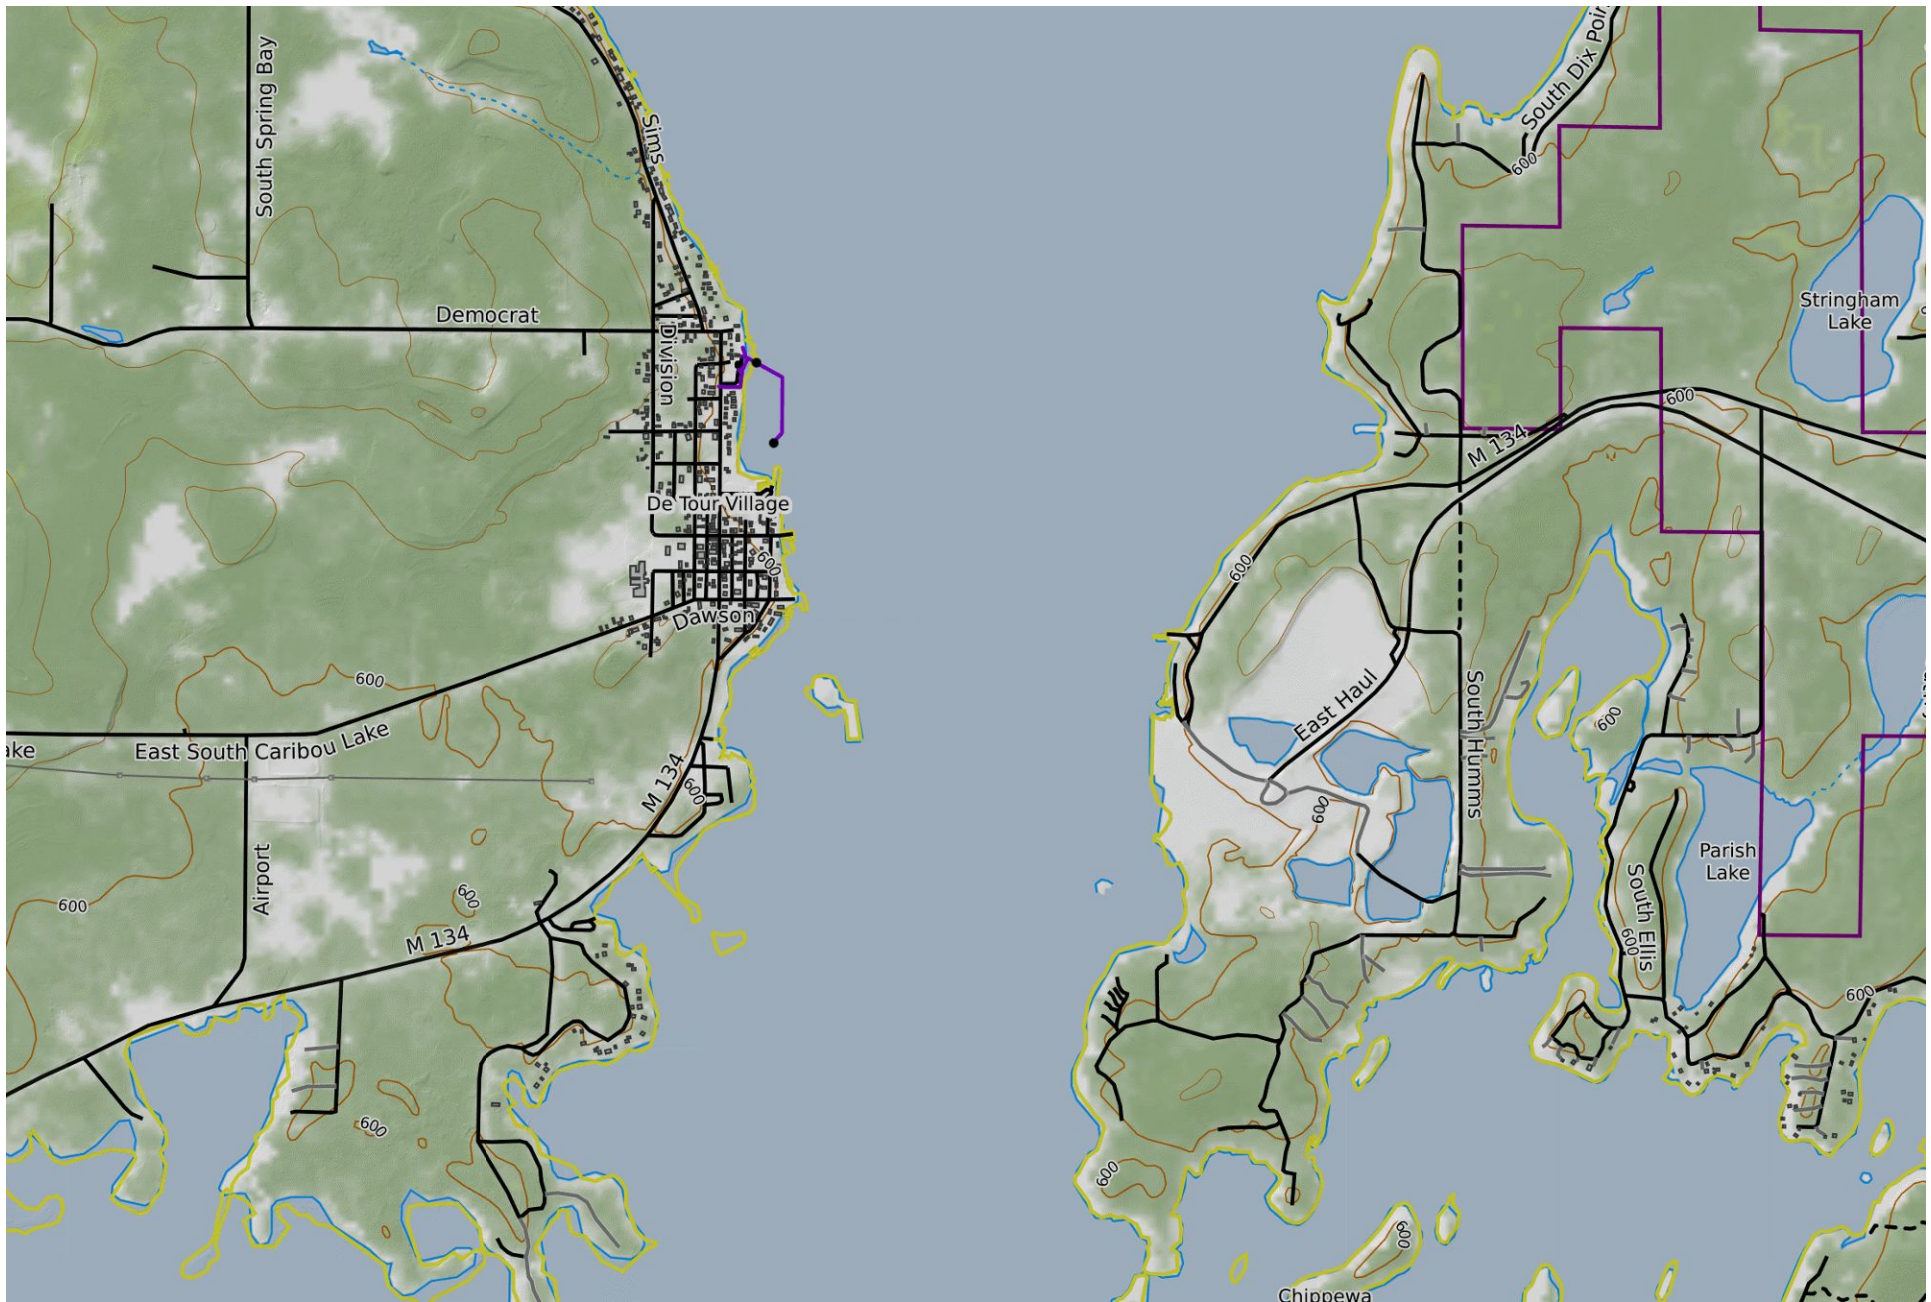 South Spring Bay
Sims
South Dix Poin
600
Democrat
Division
Stringham
Lake
600
M 134
De Tour Village
600
600
Dawson
600
East South Caribou Lake
ake
East Haul
South Humms
600
M 134
600
600
Airport
Parish
Lake
600
600
M 134
South Ellis
600
600
600
600
600
Chippewa